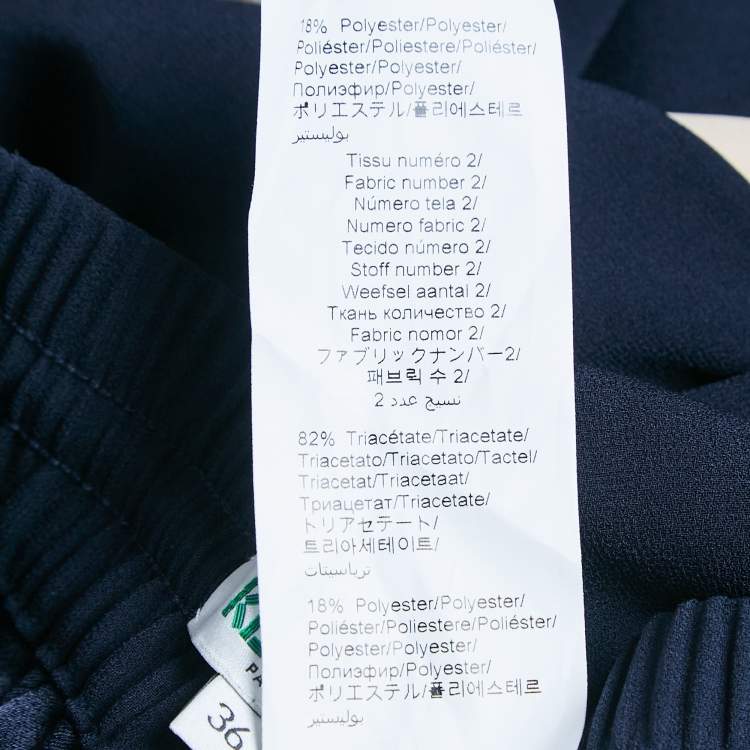 18% Polyester/Polyester/
Poliéster/Poliestere/Poliéster/
Polyester/Polyester/
Полиэфир/Polyester/
ポリエステル/폴리에스테르
بوليستير
Tissu numéro 2/
Fabric number 2/
Número tela 2/
Numero fabric 2/
Tecido número 2/
Stoff number 2/
Weefsel aantal 2/
Ткань количество 2/
Fabric nomor 2/
ファブリックナンバー2/
패브릭 수 2/
نسيج عدد 2
82% Triacétate/Triacetate/
Triacetato/Triacetato/Tactel/
Triacetat/Triacetaat/
Триацетат/Triacetate/
トリアセテート/
트리아세테이트/
ترياسيتات
18% Polyester/Polyester/
Poliéster/Poliestere/Poliéster/
Polyester/Polyester/
Полиэфир/Polyester/
ポリエステル/폴리에스테르
بوليستير
36